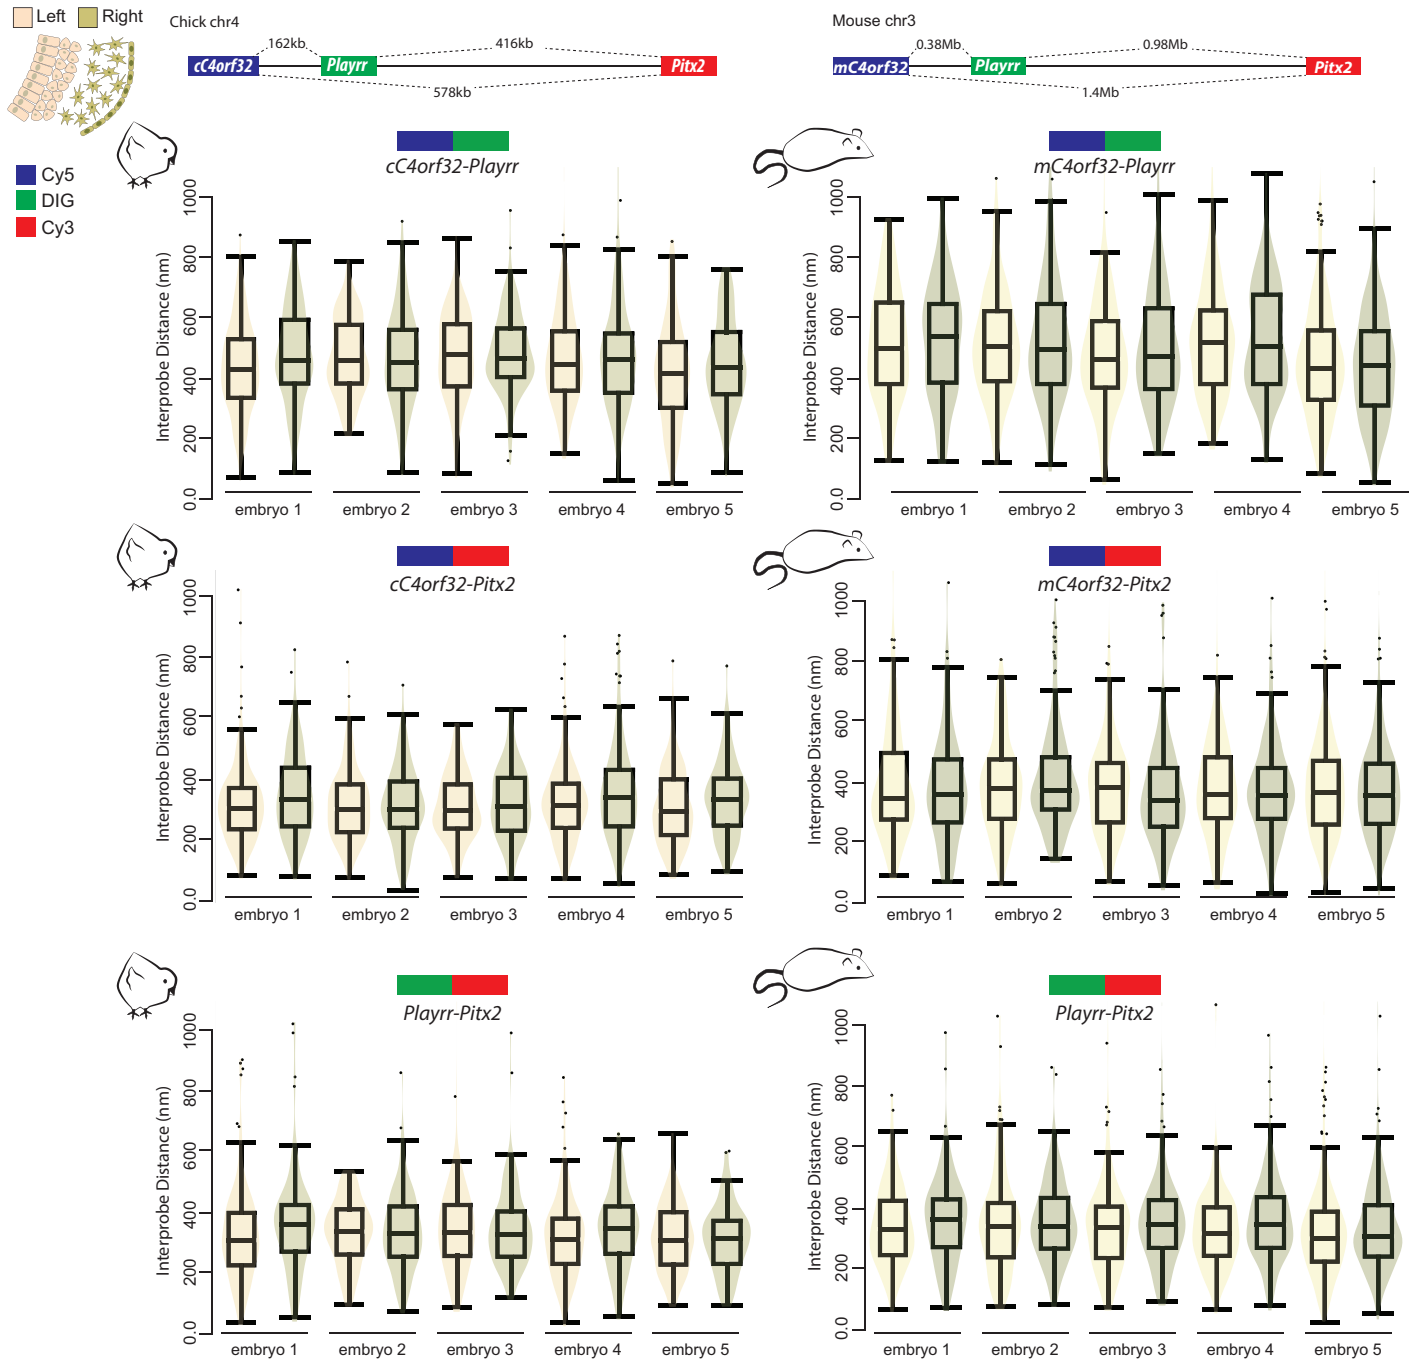 Left Right
Chick chr4
162kb
416kb
cC4orf32 Playrr Pitx2
578kb
Mouse chr3
0.38Mb
0.98Mb
mC4orf32 Playrr Pitx2
1.4Mb
Cy5
DIG
Cy3
cC4orf32-Playrr
Interprobe Distance (nm)
1000
800
600
400
200
0.0
embryo 1 embryo 2 embryo 3 embryo 4 embryo 5
mC4orf32-Playrr
Interprobe Distance (nm)
1000
800
600
400
200
0.0
embryo 1 embryo 2 embryo 3 embryo 4 embryo 5
cC4orf32-Pitx2
Interprobe Distance (nm)
1000
800
600
400
200
0.0
embryo 1 embryo 2 embryo 3 embryo 4 embryo 5
mC4orf32-Pitx2
Interprobe Distance (nm)
1000
800
600
400
200
0.0
embryo 1 embryo 2 embryo 3 embryo 4 embryo 5
Playrr-Pitx2
Interprobe Distance (nm)
1000
800
600
400
200
0.0
embryo 1 embryo 2 embryo 3 embryo 4 embryo 5
Playrr-Pitx2
Interprobe Distance (nm)
1000
800
600
400
200
0.0
embryo 1 embryo 2 embryo 3 embryo 4 embryo 5